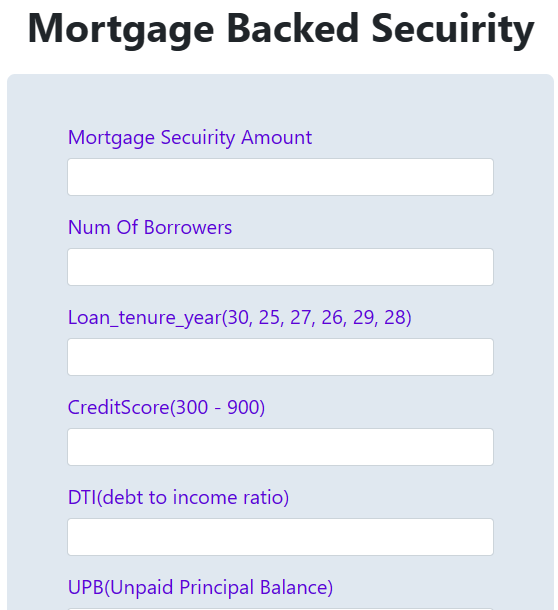 Mortgage Backed Secuirity
Mortgage Secuirity Amount
Num Of Borrowers
Loan_tenure_year(30, 25, 27, 26, 29, 28)
CreditScore(300 - 900)
DTI(debt to income ratio)
UPB(Unpaid Principal Balance)